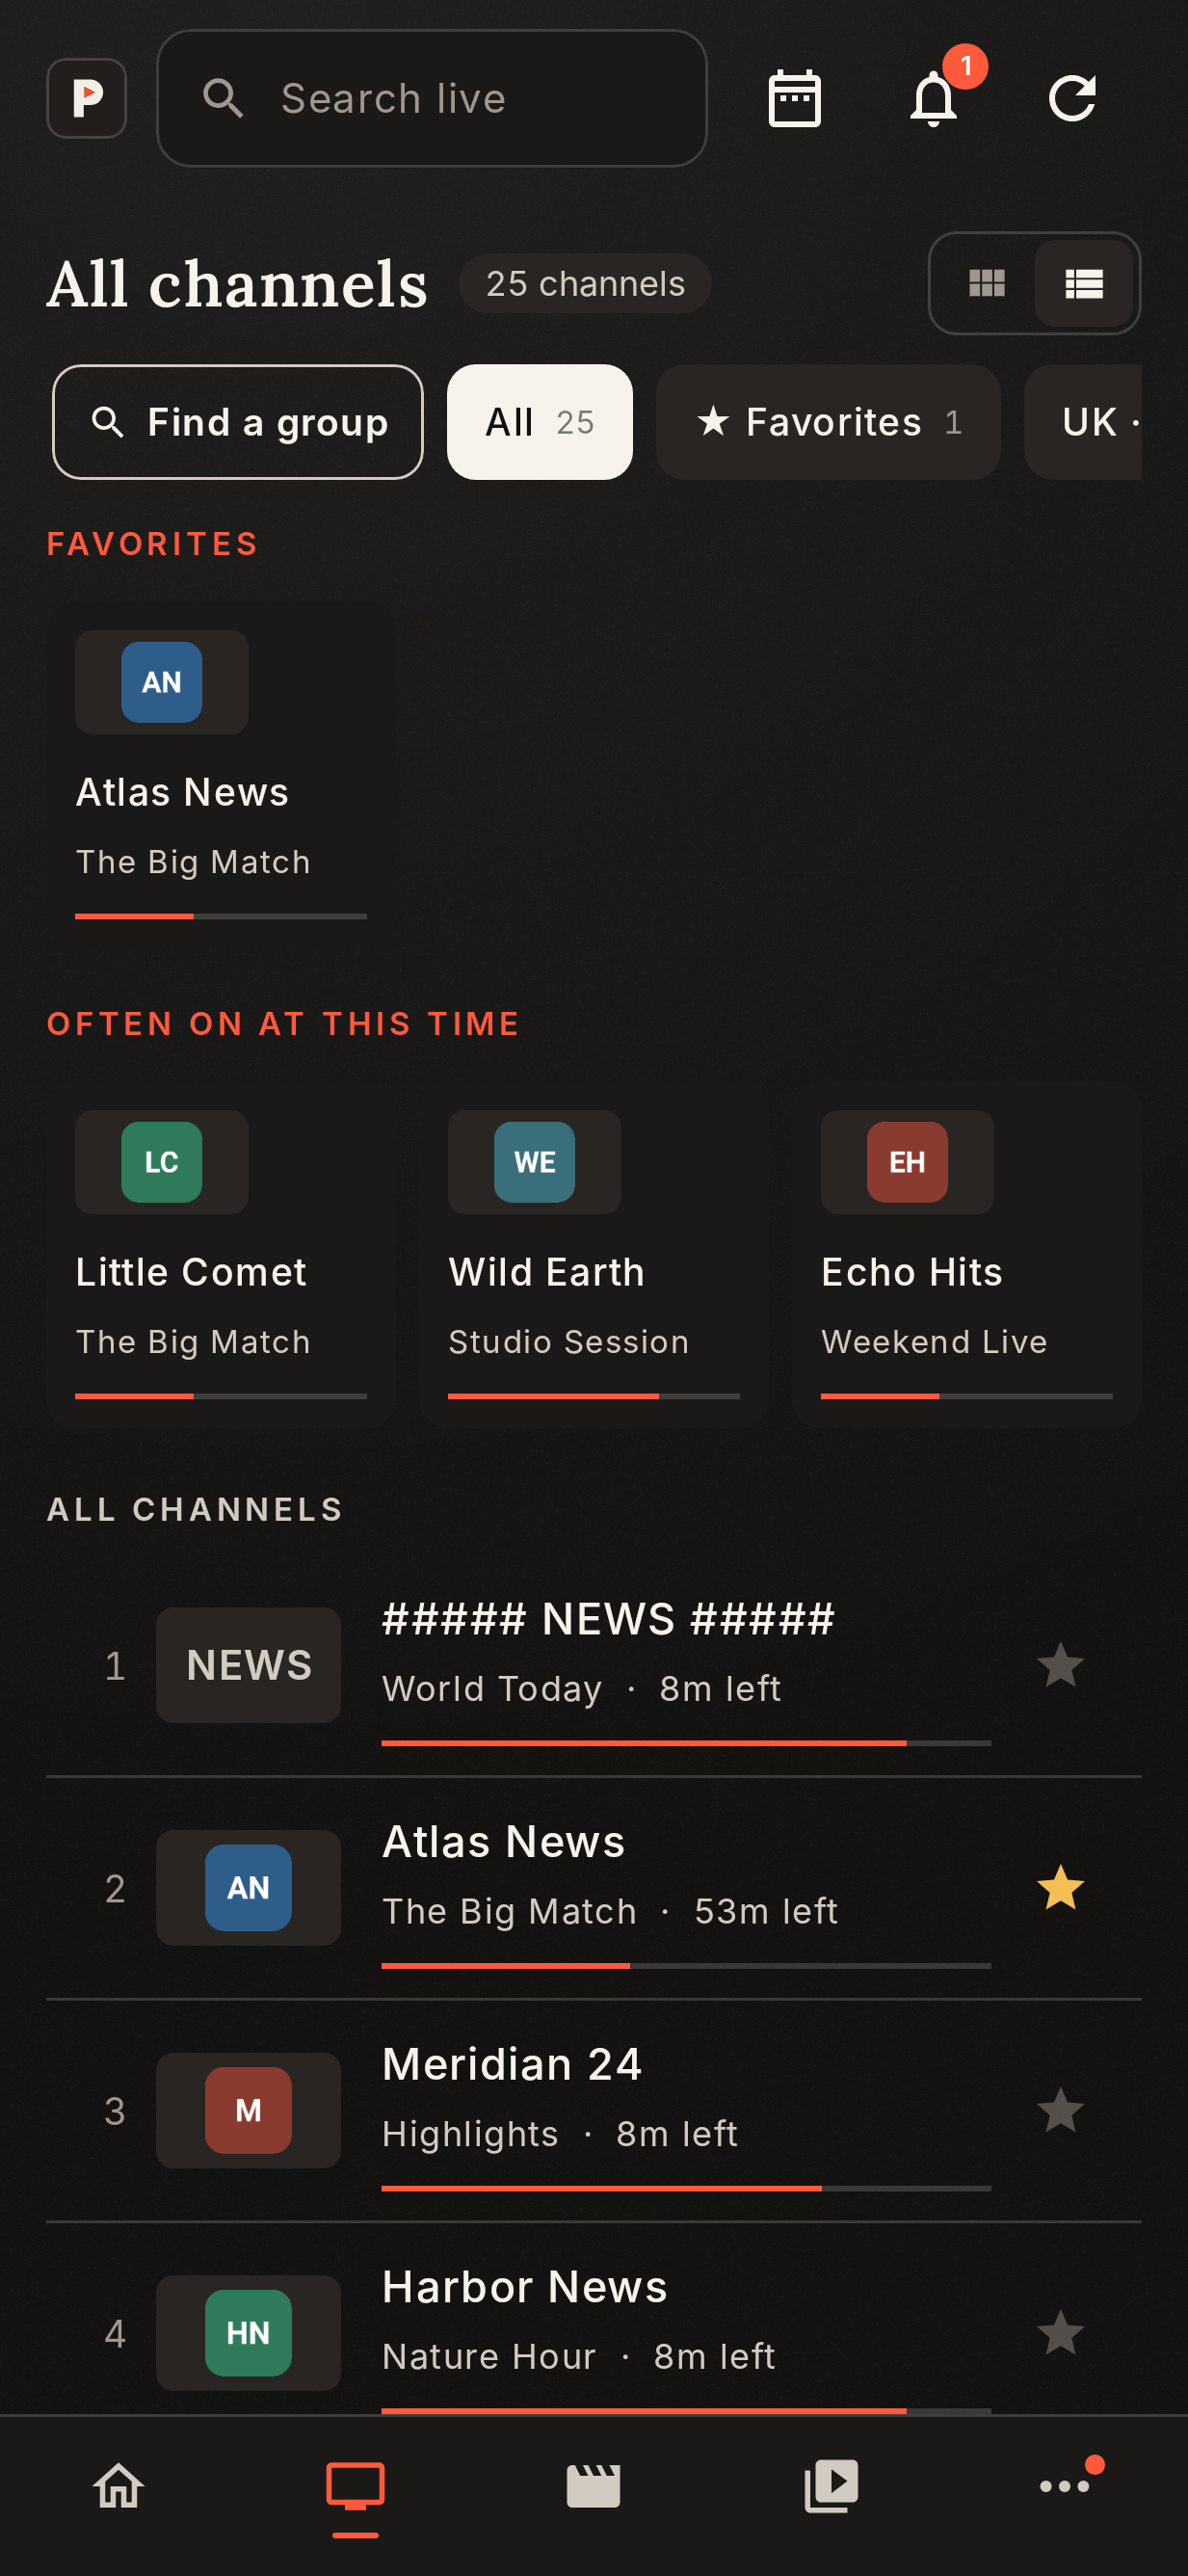 P
Search live
1
All channels
25 channels
Find a group
All 25
★ Favorites 1
UK ·
FAVORITES
AN
Atlas News
The Big Match
OFTEN ON AT THIS TIME
LC
Little Comet
The Big Match
WE
Wild Earth
Studio Session
EH
Echo Hits
Weekend Live
ALL CHANNELS
1
NEWS
##### NEWS #####
World Today · 8m left
2
AN
Atlas News
The Big Match · 53m left
3
M
Meridian 24
Highlights · 8m left
4
HN
Harbor News
Nature Hour · 8m left